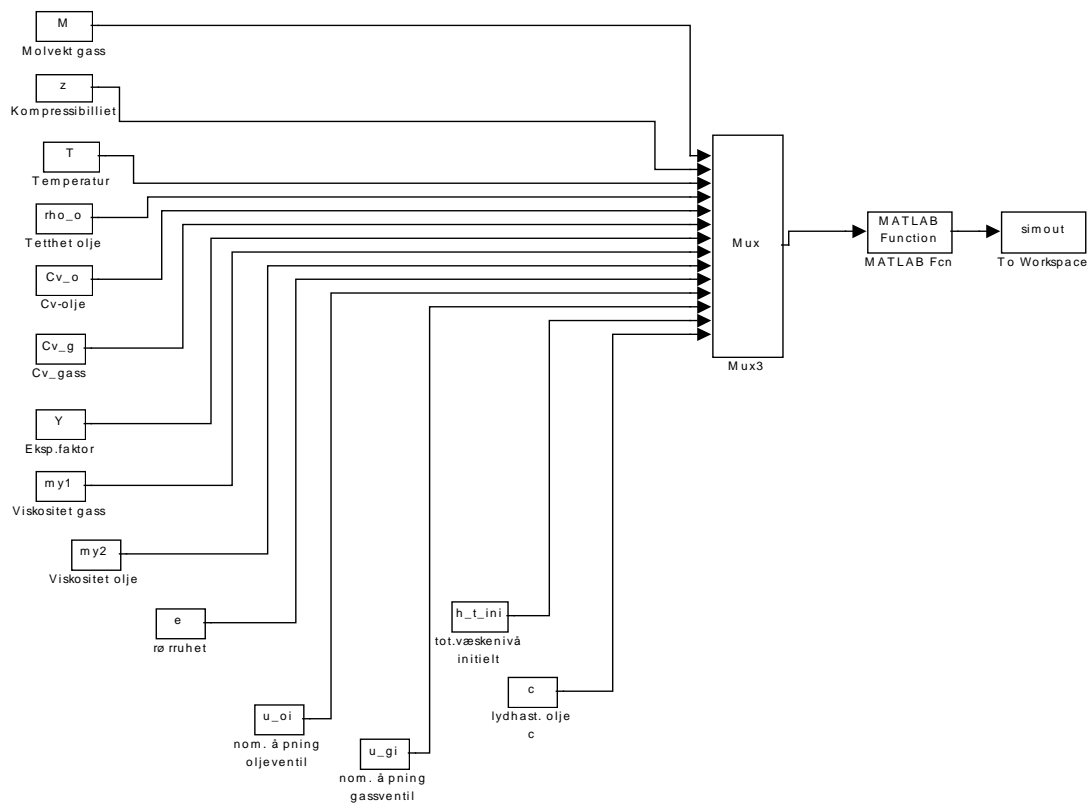 M
Molvekt gass
z
Kompressibilliet
T
Temperatur
rho_o
Tetthet olje
Cv_o
Cv-olje
Cv_g
Cv_gass
Y
Eksp.faktor
my1
Viskositet gass
my2
Viskositet olje
e
rørruhet
u_oi
nom. åpning
oljeventil
u_gi
nom. åpning
gassventil
h_t_ini
tot.væskenivå
initielt
c
lydhast. olje
c
Mux
Mux3
MATLAB
Function
MATLAB Fcn
simout
To Workspace